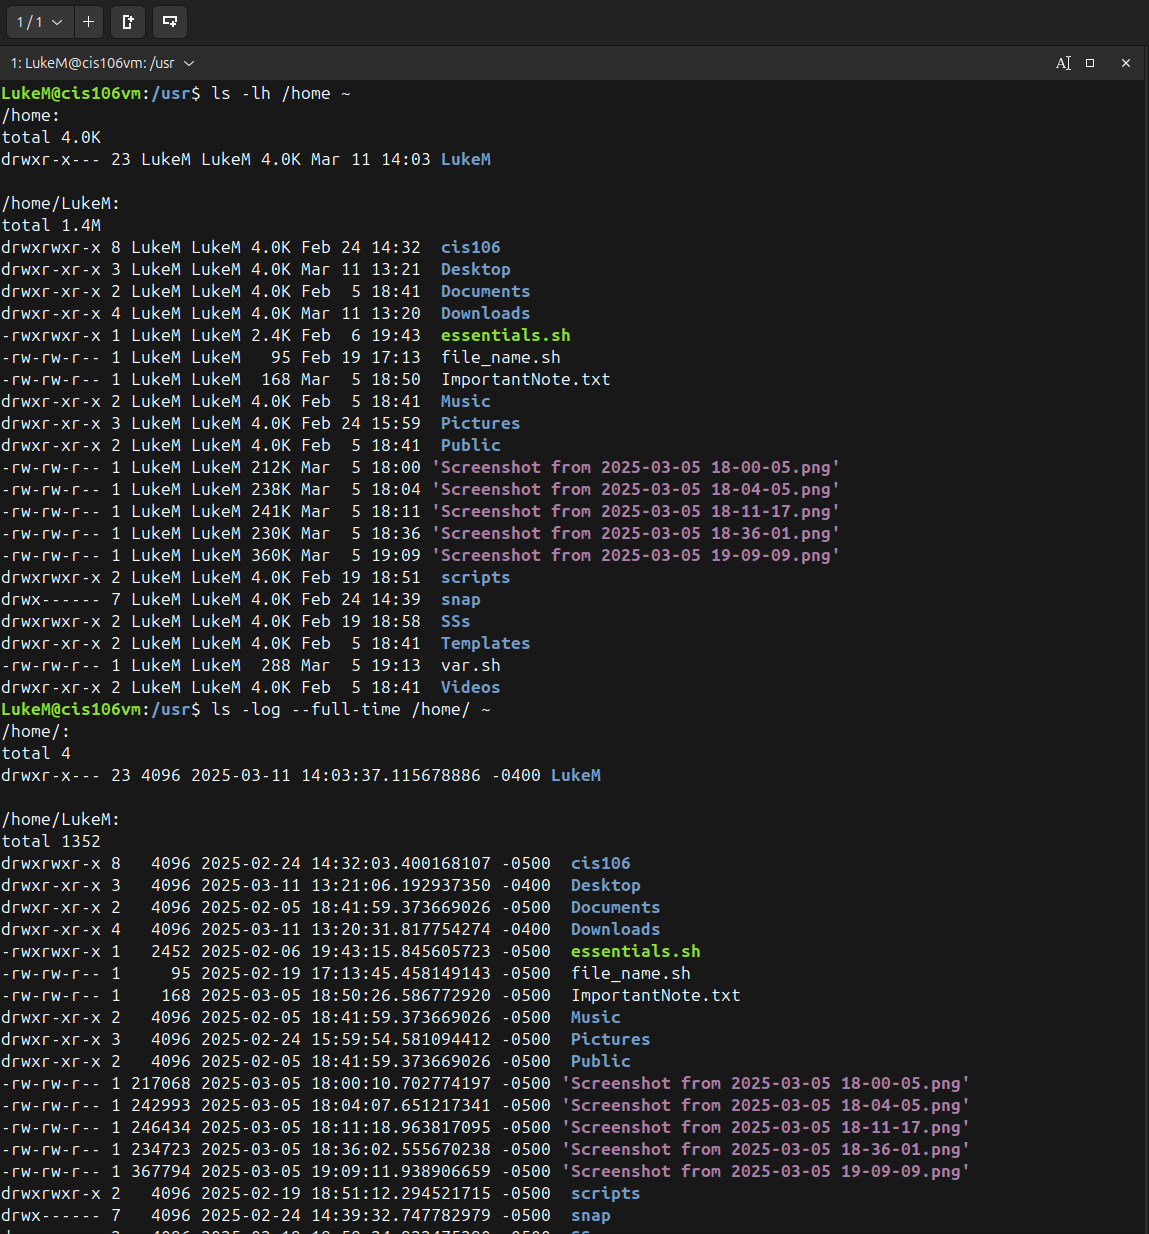 1 / 1
1: LukeM@cis106vm: /usr
LukeM@cis106vm:/usr$ ls -lh /home ~
/home:
total 4.0K
drwxr-x--- 23 LukeM LukeM 4.0K Mar 11 14:03 LukeM

/home/LukeM:
total 1.4M
drwxrwxr-x 8 LukeM LukeM 4.0K Feb 24 14:32  cis106
drwxr-xr-x 3 LukeM LukeM 4.0K Mar 11 13:21  Desktop
drwxr-xr-x 2 LukeM LukeM 4.0K Feb  5 18:41  Documents
drwxr-xr-x 4 LukeM LukeM 4.0K Mar 11 13:20  Downloads
-rwxrwxr-x 1 LukeM LukeM 2.4K Feb  6 19:43  essentials.sh
-rw-rw-r-- 1 LukeM LukeM   95 Feb 19 17:13  file_name.sh
-rw-rw-r-- 1 LukeM LukeM  168 Mar  5 18:50  ImportantNote.txt
drwxr-xr-x 2 LukeM LukeM 4.0K Feb  5 18:41  Music
drwxr-xr-x 3 LukeM LukeM 4.0K Feb 24 15:59  Pictures
drwxr-xr-x 2 LukeM LukeM 4.0K Feb  5 18:41  Public
-rw-rw-r-- 1 LukeM LukeM 212K Mar  5 18:00 'Screenshot from 2025-03-05 18-00-05.png'
-rw-rw-r-- 1 LukeM LukeM 238K Mar  5 18:04 'Screenshot from 2025-03-05 18-04-05.png'
-rw-rw-r-- 1 LukeM LukeM 241K Mar  5 18:11 'Screenshot from 2025-03-05 18-11-17.png'
-rw-rw-r-- 1 LukeM LukeM 230K Mar  5 18:36 'Screenshot from 2025-03-05 18-36-01.png'
-rw-rw-r-- 1 LukeM LukeM 360K Mar  5 19:09 'Screenshot from 2025-03-05 19-09-09.png'
drwxrwxr-x 2 LukeM LukeM 4.0K Feb 19 18:51  scripts
drwx------ 7 LukeM LukeM 4.0K Feb 24 14:39  snap
drwxrwxr-x 2 LukeM LukeM 4.0K Feb 19 18:58  SSs
drwxr-xr-x 2 LukeM LukeM 4.0K Feb  5 18:41  Templates
-rw-rw-r-- 1 LukeM LukeM  288 Mar  5 19:13  var.sh
drwxr-xr-x 2 LukeM LukeM 4.0K Feb  5 18:41  Videos
LukeM@cis106vm:/usr$ ls -log --full-time /home/ ~
/home/:
total 4
drwxr-x--- 23 4096 2025-03-11 14:03:37.115678886 -0400 LukeM

/home/LukeM:
total 1352
drwxrwxr-x 8   4096 2025-02-24 14:32:03.400168107 -0500  cis106
drwxr-xr-x 3   4096 2025-03-11 13:21:06.192937350 -0400  Desktop
drwxr-xr-x 2   4096 2025-02-05 18:41:59.373669026 -0500  Documents
drwxr-xr-x 4   4096 2025-03-11 13:20:31.817754274 -0400  Downloads
-rwxrwxr-x 1   2452 2025-02-06 19:43:15.845605723 -0500  essentials.sh
-rw-rw-r-- 1     95 2025-02-19 17:13:45.458149143 -0500  file_name.sh
-rw-rw-r-- 1    168 2025-03-05 18:50:26.586772920 -0500  ImportantNote.txt
drwxr-xr-x 2   4096 2025-02-05 18:41:59.373669026 -0500  Music
drwxr-xr-x 3   4096 2025-02-24 15:59:54.581094412 -0500  Pictures
drwxr-xr-x 2   4096 2025-02-05 18:41:59.373669026 -0500  Public
-rw-rw-r-- 1 217068 2025-03-05 18:00:10.702774197 -0500 'Screenshot from 2025-03-05 18-00-05.png'
-rw-rw-r-- 1 242993 2025-03-05 18:04:07.651217341 -0500 'Screenshot from 2025-03-05 18-04-05.png'
-rw-rw-r-- 1 246434 2025-03-05 18:11:18.963817095 -0500 'Screenshot from 2025-03-05 18-11-17.png'
-rw-rw-r-- 1 234723 2025-03-05 18:36:02.555670238 -0500 'Screenshot from 2025-03-05 18-36-01.png'
-rw-rw-r-- 1 367794 2025-03-05 19:09:11.938906659 -0500 'Screenshot from 2025-03-05 19-09-09.png'
drwxrwxr-x 2   4096 2025-02-19 18:51:12.294521715 -0500  scripts
drwx------ 7   4096 2025-02-24 14:39:32.747782979 -0500  snap